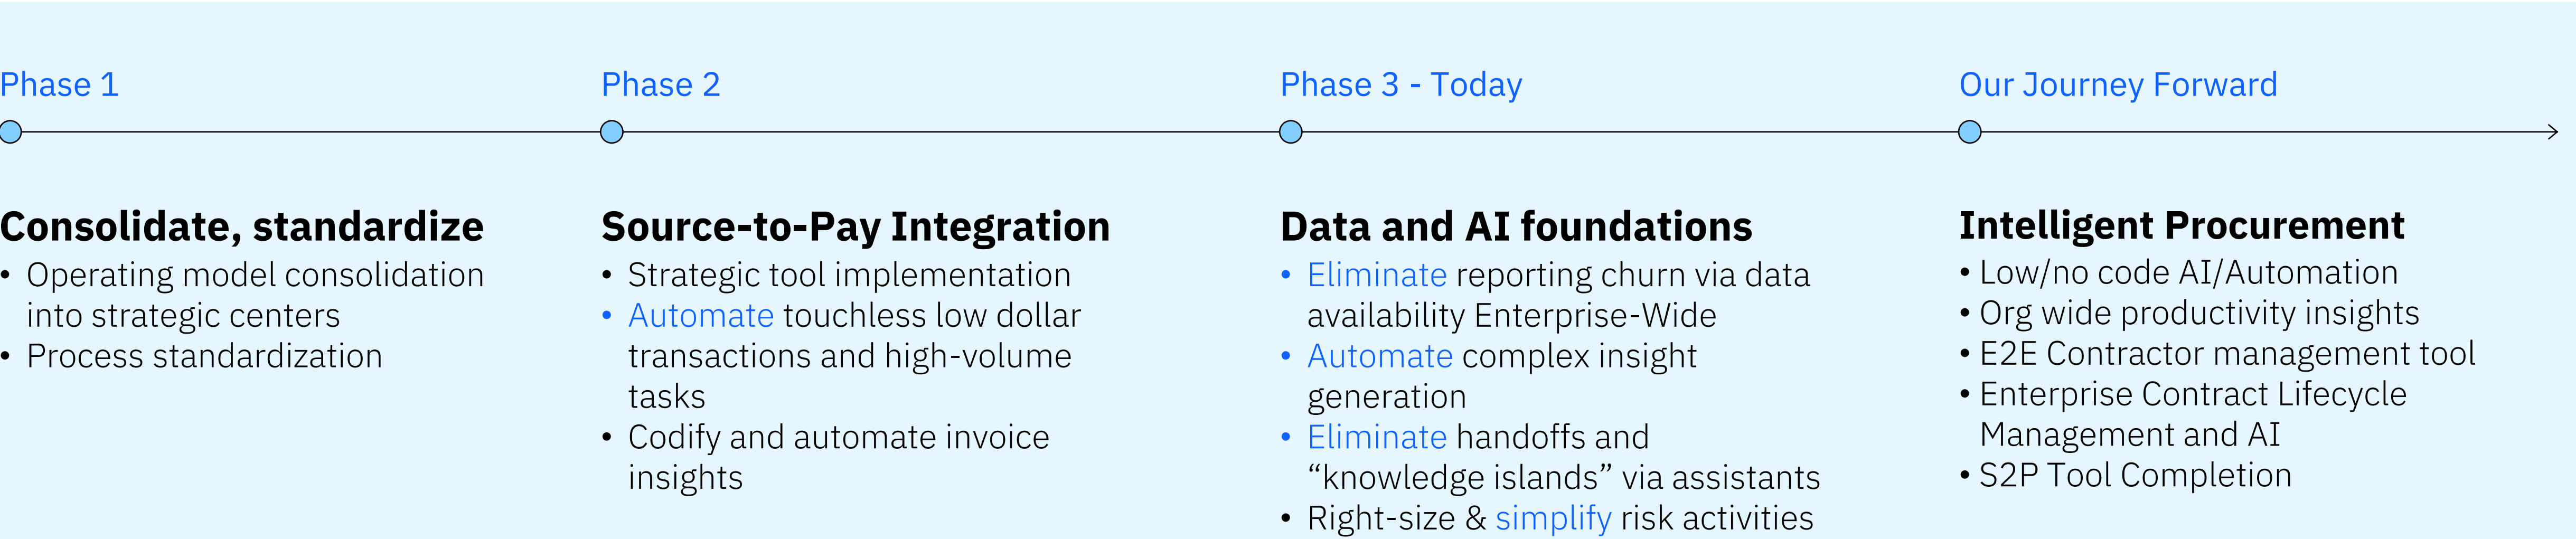 Phase 1
Consolidate, standardize
• Operating model consolidation
into strategic centers
• Process standardization
Phase 2
Source-to-Pay Integration
• Strategic tool implementation
• Automate touchless low dollar
transactions and high-volume
tasks
• Codify and automate invoice
insights
Phase 3 - Today
Data and AI foundations
• Eliminate reporting churn via data
availability Enterprise-Wide
• Automate complex insight
generation
• Eliminate handoffs and
“knowledge islands” via assistants
• Right-size & simplify risk activities
Our Journey Forward
Intelligent Procurement
• Low/no code AI/Automation
• Org wide productivity insights
• E2E Contractor management tool
• Enterprise Contract Lifecycle
Management and AI
• S2P Tool Completion